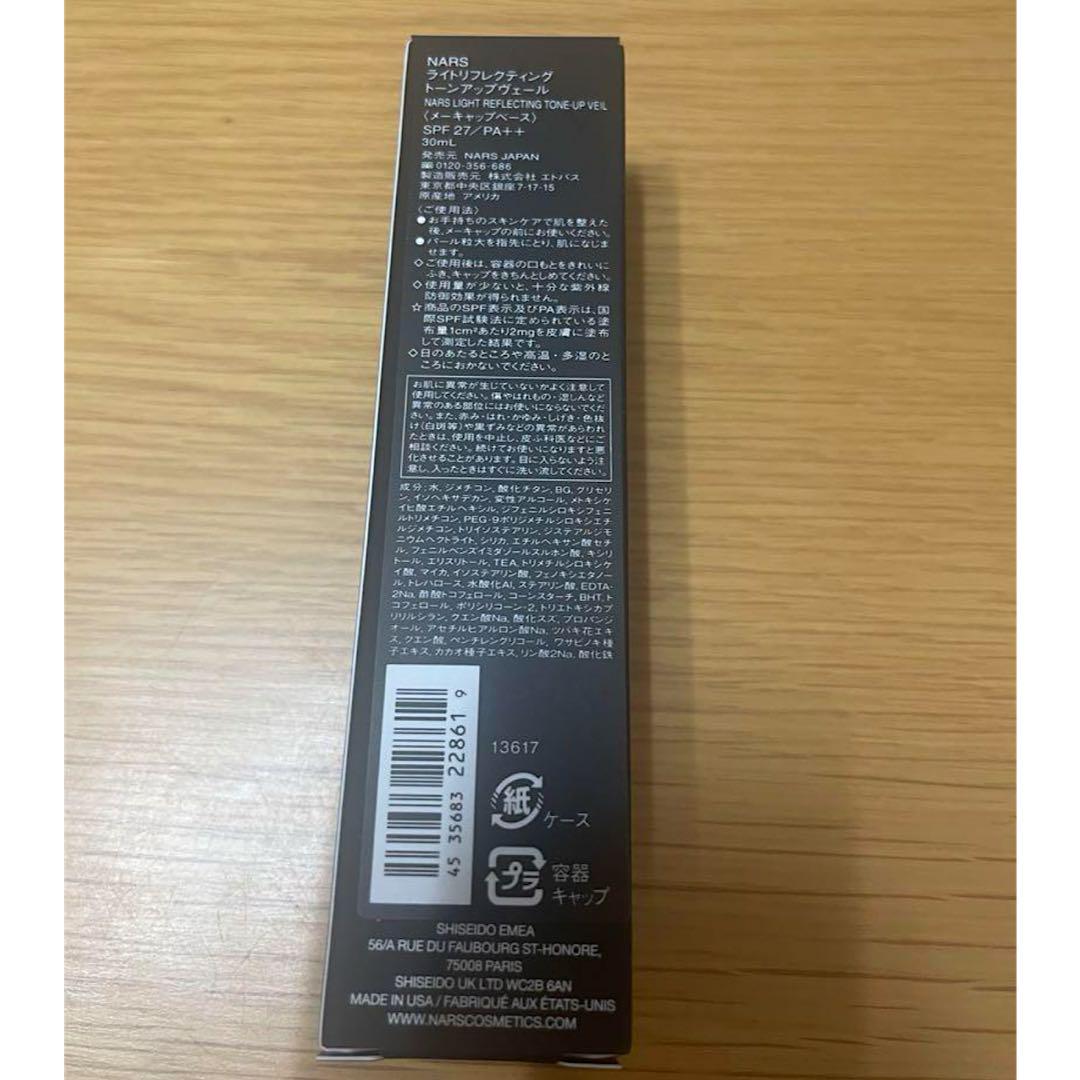 NARS
ライトリフレクティング
トーンアップヴェール
NARS LIGHT REFLECTING TONE-UP VEIL
〈メーキャップベース〉
SPF 27/PA++
30mL
発売元 NARS JAPAN
0120-356-686
製造販売元 株式会社 エトバス
東京都中央区銀座7-17-15
原産地 アメリカ
〈ご使用法〉
●お手持ちのスキンケアで肌を整えた
後、メーキャップの前にお使いください。
●パール粒大を指先にとり、肌になじま
せます。
◇ご使用後は、容器の口もとをきれいに
ふき、キャップをきちんとしめてください。
◇使用量が少ないと、十分な紫外線
防御効果が得られません。
☆商品のSPF表示及びPA表示は、国
際SPF試験法に定められている塗
布量1cm²あたり2mgを皮膚に塗布
して測定した結果です。
◇日のあたるところや高温・多湿のと
ころにおかないでください。
お肌に異常が生じていないかよく注意して
使用してください。傷やはれもの・湿しんなど
異常のある部位にはお使いにならないでくだ
さい。また、赤み・はれ・かゆみ・しげき・色抜
け(白斑等)や黒ずみなどの異常があらわれ
たときは、使用を中止し、皮ふ科医などにご
相談ください。続けてお使いになりますと悪
化させることがあります。目に入らないよう注
意し、入ったときはすぐに洗い流してください。
成分:水、ジメチコン、酸化チタン、BG、グリセリ
ン、イソヘキサデカン、変性アルコール、メトキシケ
イヒ酸エチルヘキシル、ジフェニルシロキシフェニ
ルトリメチコン、PEG-9ポリジメチルシロキシエチ
ルジメチコン、トリイソステアリン、ジステアルジモ
ニウムヘクトライト、シリカ、エチルヘキサン酸セチ
ル、フェニルベンズイミダゾールスルホン酸、キシリ
トール、エリスリトール、TEA、トリメチルシロキシケ
イ酸、マイカ、イソステアリン酸、フェノキシエタノー
ル、トレハロース、水酸化Al、ステアリン酸、EDTA-
2Na、酢酸トコフェロール、コーンスターチ、BHT、ト
コフェロール、ポリシリコーン-2、トリエトキシカプ
リリルシラン、クエン酸Na、酸化スズ、プロパンジ
オール、アセチルヒアルロン酸Na、ツバキ花エキ
ス、クエン酸、ペンチレングリコール、ワサビノキ種
子エキス、カカオ種子エキス、リン酸2Na、酸化鉄
45 35683 22861 9
13617
紙 ケース
プラ 容器
キャップ
SHISEIDO EMEA
56/A RUE DU FAUBOURG ST-HONORE,
75008 PARIS
SHISEIDO UK LTD WC2B 6AN
MADE IN USA / FABRIQUÉ AUX ÉTATS-UNIS
WWW.NARSCOSMETICS.COM